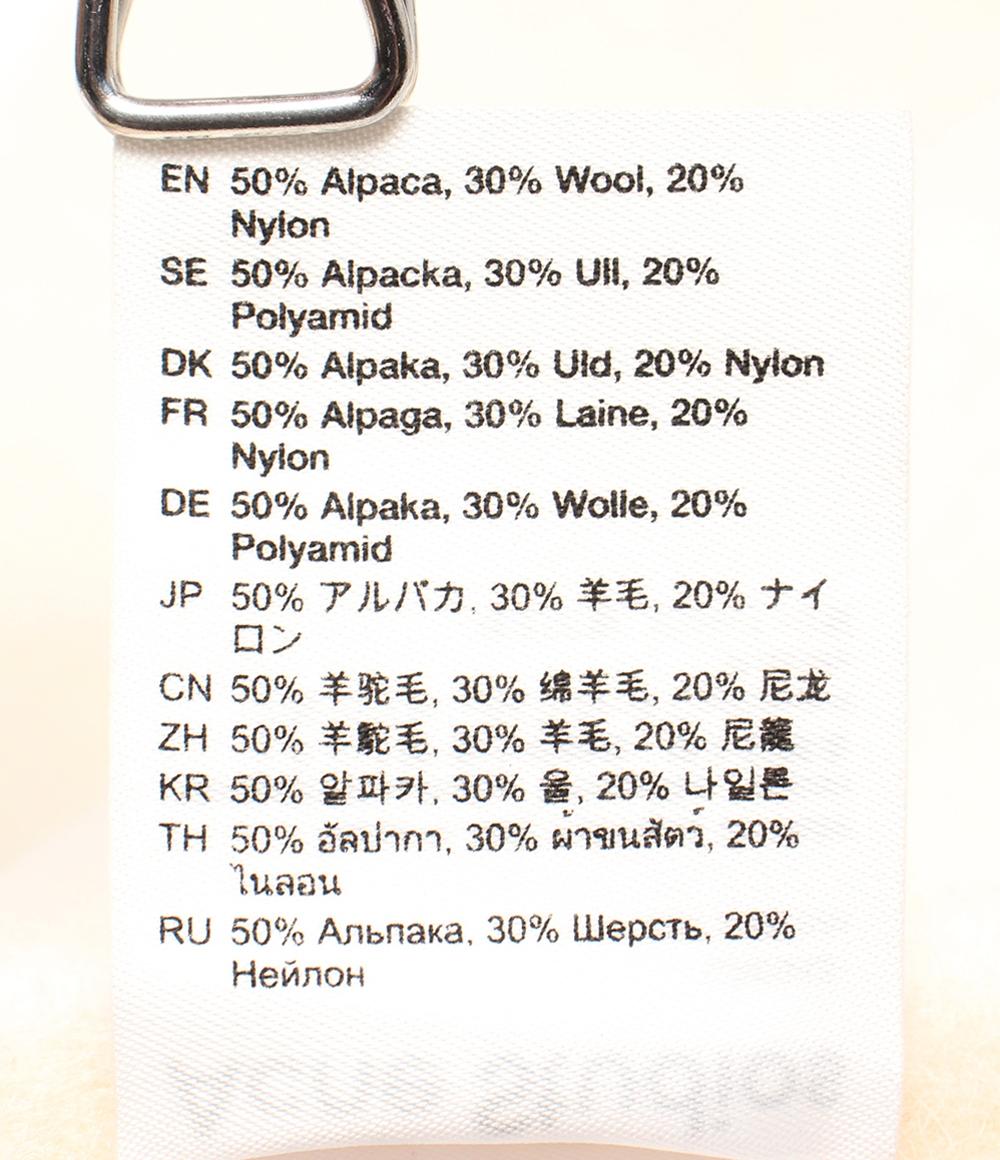 EN 50% Alpaca, 30% Wool, 20%
Nylon
SE 50% Alpacka, 30% Ull, 20%
Polyamid
DK 50% Alpaka, 30% Uld, 20% Nylon
FR 50% Alpaga, 30% Laine, 20%
Nylon
DE 50% Alpaka, 30% Wolle, 20%
Polyamid
JP 50% アルパカ, 30% 羊毛, 20% ナイ
ロン
CN 50% 羊驼毛, 30% 绵羊毛, 20% 尼龙
ZH 50% 羊駝毛, 30% 羊毛, 20% 尼龍
KR 50% 알파카, 30% 울, 20% 나일론
TH 50% อัลปากา, 30% ผ้าขนสัตว์, 20%
ไนลอน
RU 50% Альпака, 30% Шерсть, 20%
Нейлон